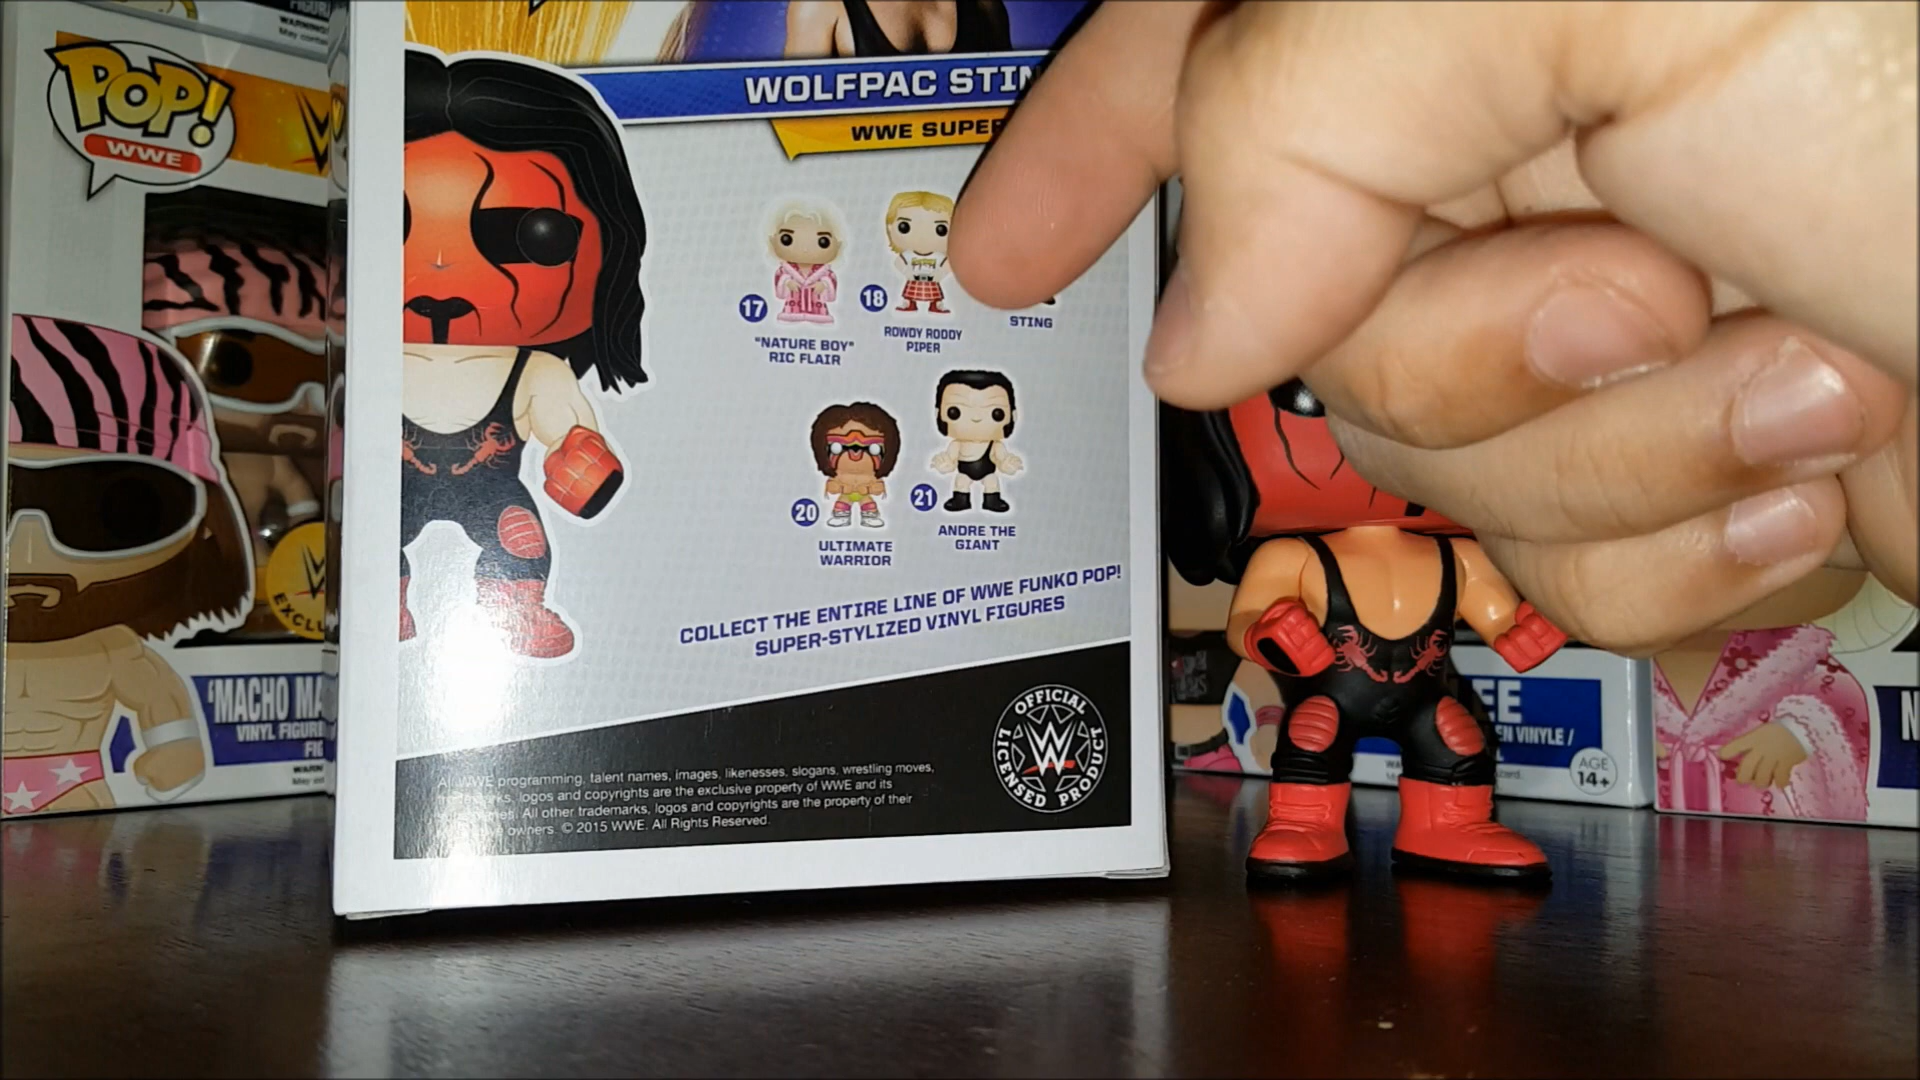 POP!
WWE
EXCLU
'MACHO MA
VINYL FIGUR
FIG
WOLFPAC STIN
WWE SUPER
17
"NATURE BOY"
RIC FLAIR
18
ROWDY RODDY
PIPER
STING
20
ULTIMATE
WARRIOR
21
ANDRE THE
GIANT
COLLECT THE ENTIRE LINE OF WWE FUNKO POP!
SUPER-STYLIZED VINYL FIGURES
OFFICIAL
LICENSED PRODUCT
W
All WWE programming, talent names, images, likenesses, slogans, wrestling moves,
logos and copyrights are the exclusive property of WWE and its
All other trademarks, logos and copyrights are the property of their
owners. © 2015 WWE. All Rights Reserved.
EE
EN VINYLE /
AGE
14+
N